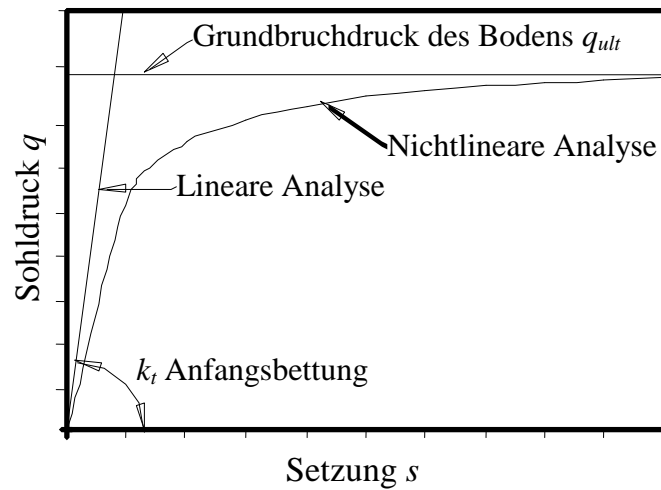 Grundbruchdruck des Bodens qult
Nichtlineare Analyse
Lineare Analyse
Sohldruck q
kt Anfangsbettung
Setzung s